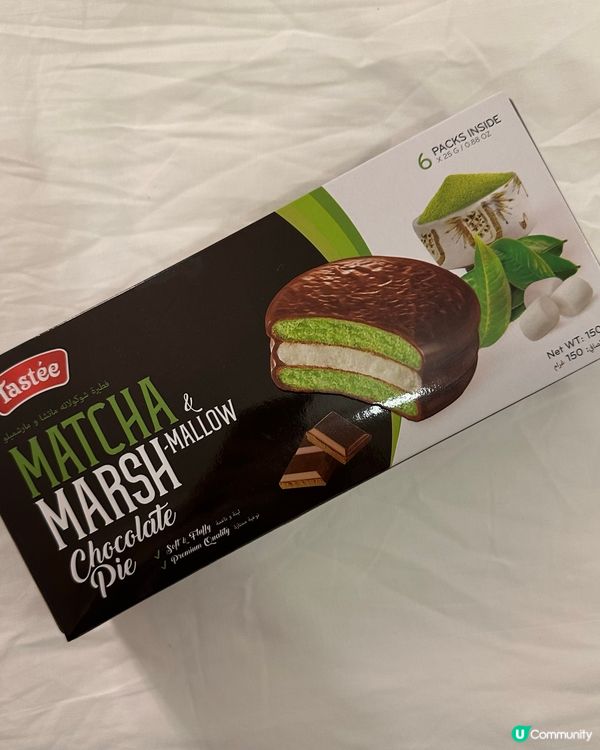 6 PACKS INSIDE
X 25 G / 0.88 OZ
Tastée
فطيرة شوكولاته ماتشا و مارشميلو
MATCHA &
MARSH-MALLOW
Chocolate
Pie
✓ Soft & Fluffy
✓ Premium Quality
Net WT: 150
150 غرام
U Community